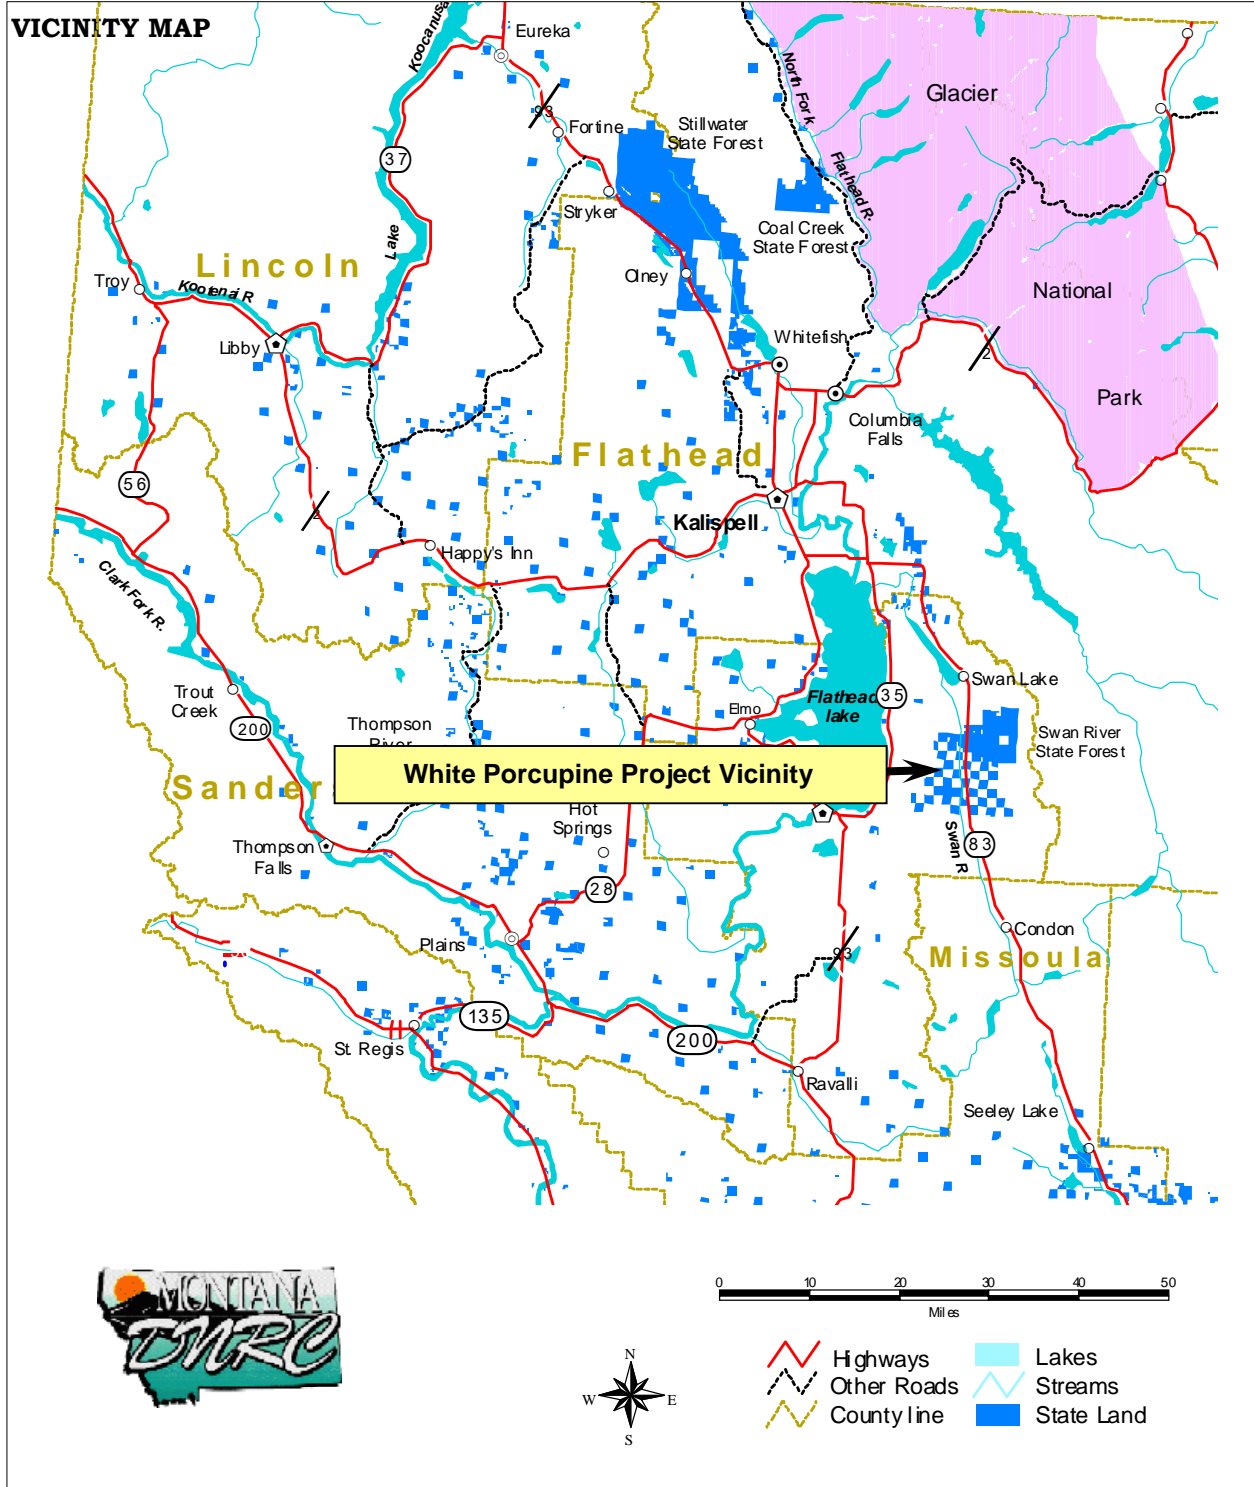 VICINITY MAP
Koocanusa
Eureka
93
Fortine
Stillwater
State Forest
North Fork
Flathead R.
Glacier
37
Stryker
Coal Creek
State Forest
Lake
Lincoln
Troy
Kootenai R
Olney
National
Libby
Whitefish
2
Park
Columbia
Falls
Flathead
56
2
Kalispell
Happy's Inn
Clark Fork R.
Trout
Creek
200
Swan Lake
Flathead
lake
35
Elmo
Thompson
River
Swan River
State Forest
White Porcupine Project Vicinity
Sander
Hot
Springs
Thompson
Falls
Swan R
83
28
Plains
Condon
93
Missoula
135
200
St. Regis
Ravalli
Seeley Lake
MONTANA
DNRC
0 10 20 30 40 50
Miles
N
W E
S
Highways
Other Roads
County line
Lakes
Streams
State Land